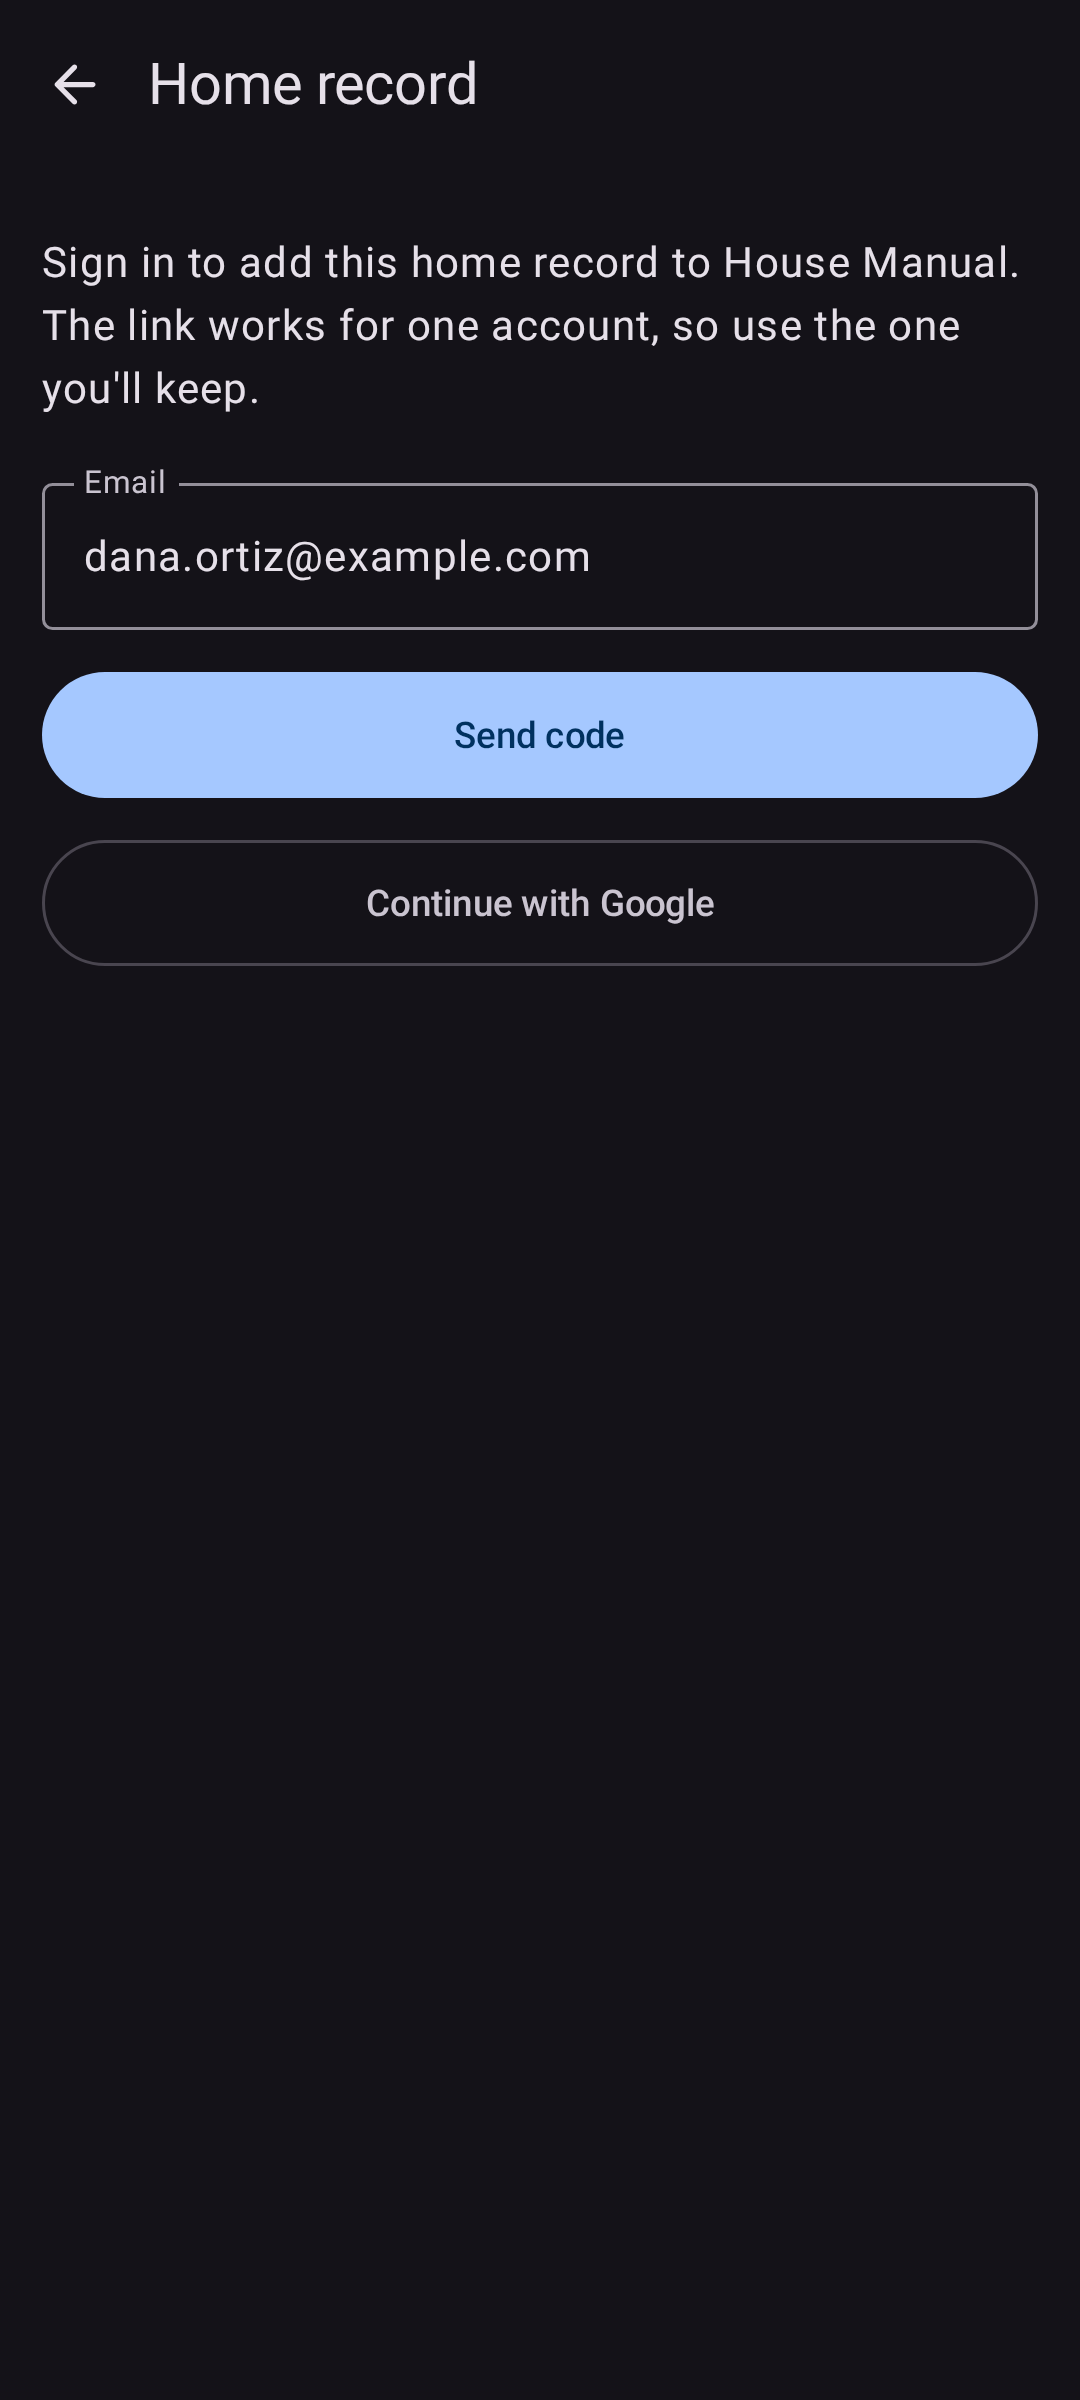 Home record
Sign in to add this home record to House Manual.
The link works for one account, so use the one
you'll keep.
Email
dana.ortiz@example.com
Send code
Continue with Google